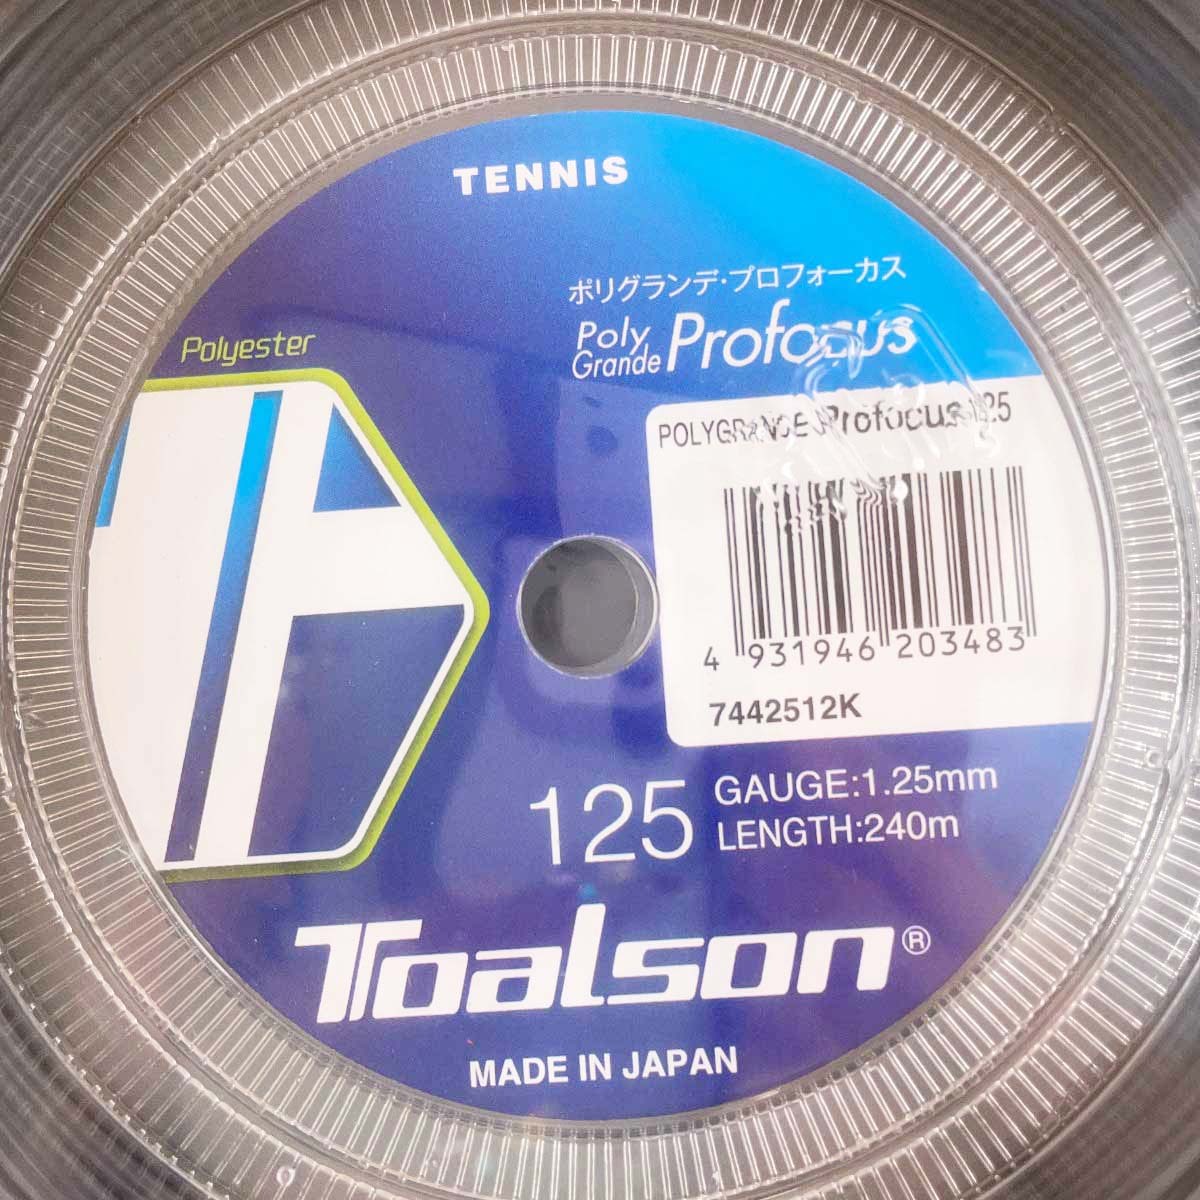 TENNIS
ポリグランデ・プロフォーカス
Poly Grande Profocus
Polyester
POLYGRANDE Profocus 125
4 931946 203483
7442512K
125
GAUGE:1.25mm
LENGTH:240m
Toalson®
MADE IN JAPAN